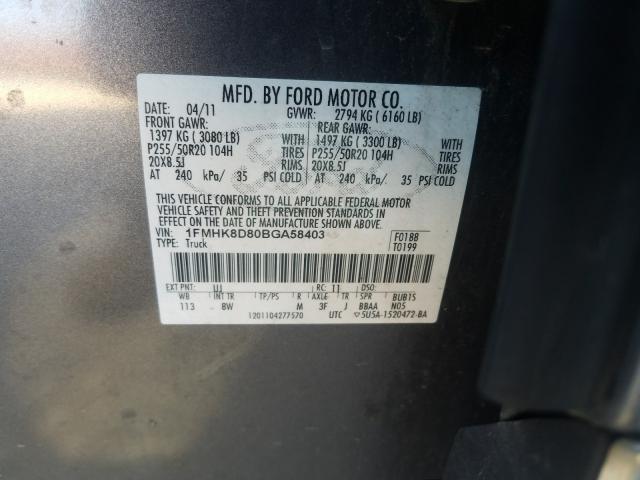 MFD. BY FORD MOTOR CO.
DATE: 04/11 GVWR: 2794 KG ( 6160 LB)
FRONT GAWR: REAR GAWR:
1397 KG ( 3080 LB) 1497 KG ( 3300 LB)
P255/50R20 104H TIRES P255/50R20 104H TIRES
20X8.5J RIMS 20X8.5J RIMS
AT 240 kPa/ 35 PSI COLD AT 240 kPa/ 35 PSI COLD
THIS VEHICLE CONFORMS TO ALL APPLICABLE FEDERAL MOTOR
VEHICLE SAFETY AND THEFT PREVENTION STANDARDS IN
EFFECT ON THE DATE OF MANUFACTURE SHOWN ABOVE.
VIN: 1FMHK8D80BGA58403 F0188
TYPE: Truck T0199
EXT PNT: UJ RC: 11 DSO:
WB INT TR TP/PS R AXLE TR SPR BUB1S
113 8W M 3F J BBAA N05
1201104277570 UTC 5U5A-1520472-BA